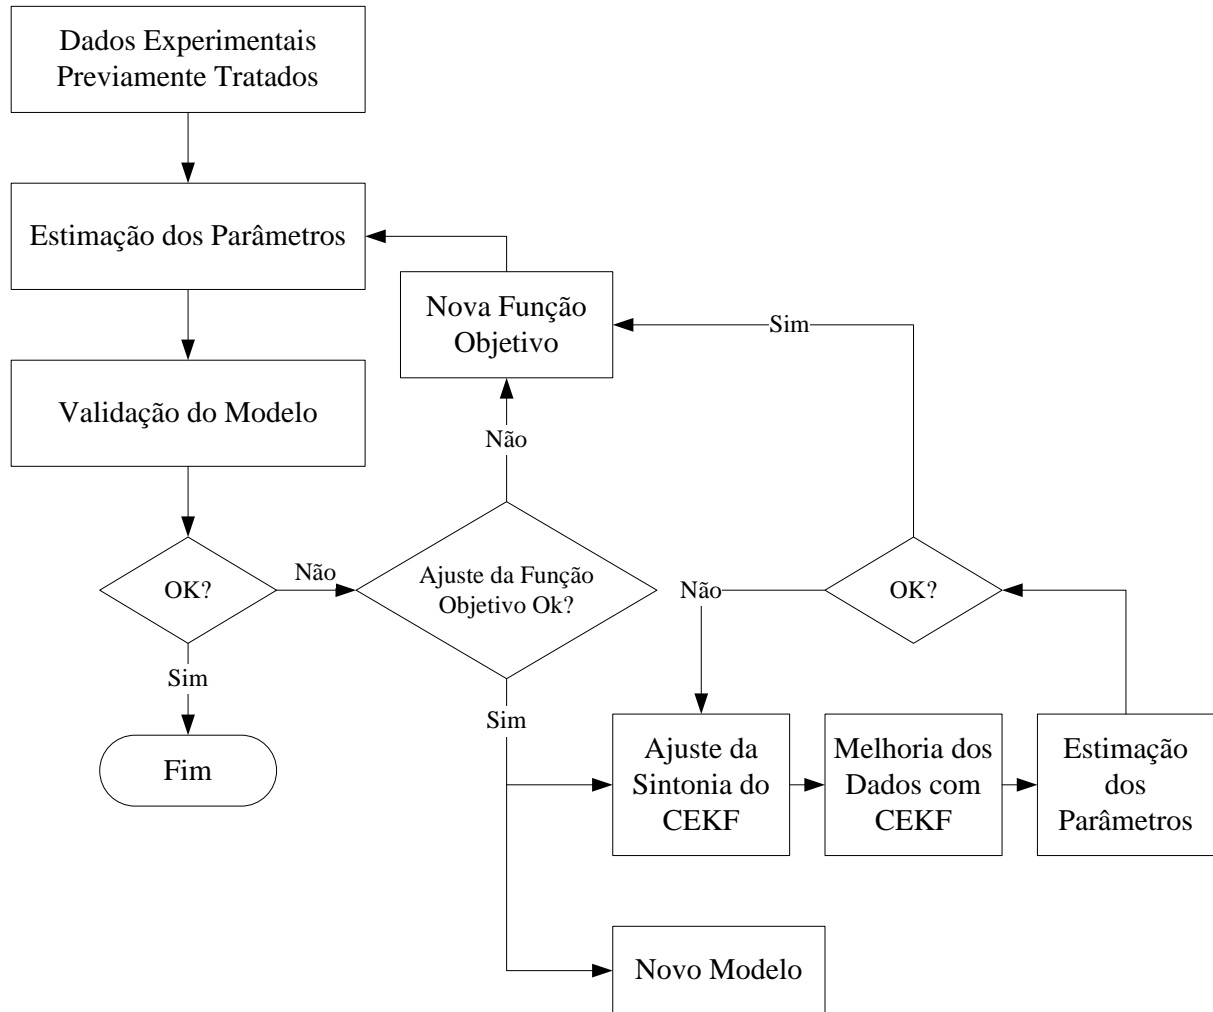 Dados Experimentais
Previamente Tratados
Estimação dos Parâmetros
Nova Função
Objetivo
Sim
Validação do Modelo
Não
OK?
Não
Ajuste da Função
Objetivo Ok?
Não
OK?
Sim
Fim
Sim
Ajuste da
Sintonia do
CEKF
Melhoria dos
Dados com
CEKF
Estimação
dos
Parâmetros
Novo Modelo